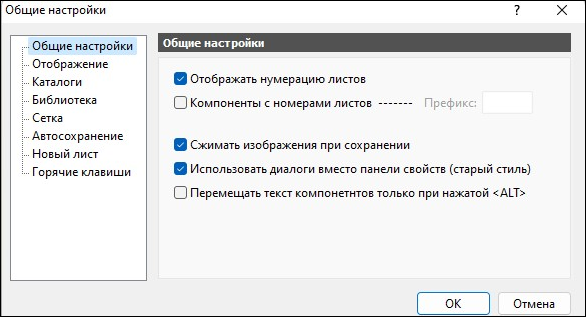 Общие настройки
?
Общие настройки
Отображение
Каталоги
Библиотека
Сетка
Автосохранение
Новый лист
Горячие клавиши
Общие настройки
Отображать нумерацию листов
Компоненты с номерами листов ------- Префикс:
Сжимать изображения при сохранении
Использовать диалоги вместо панели свойств (старый стиль)
Перемещать текст компонетнтов только при нажатой <ALT>
ОК
Отмена